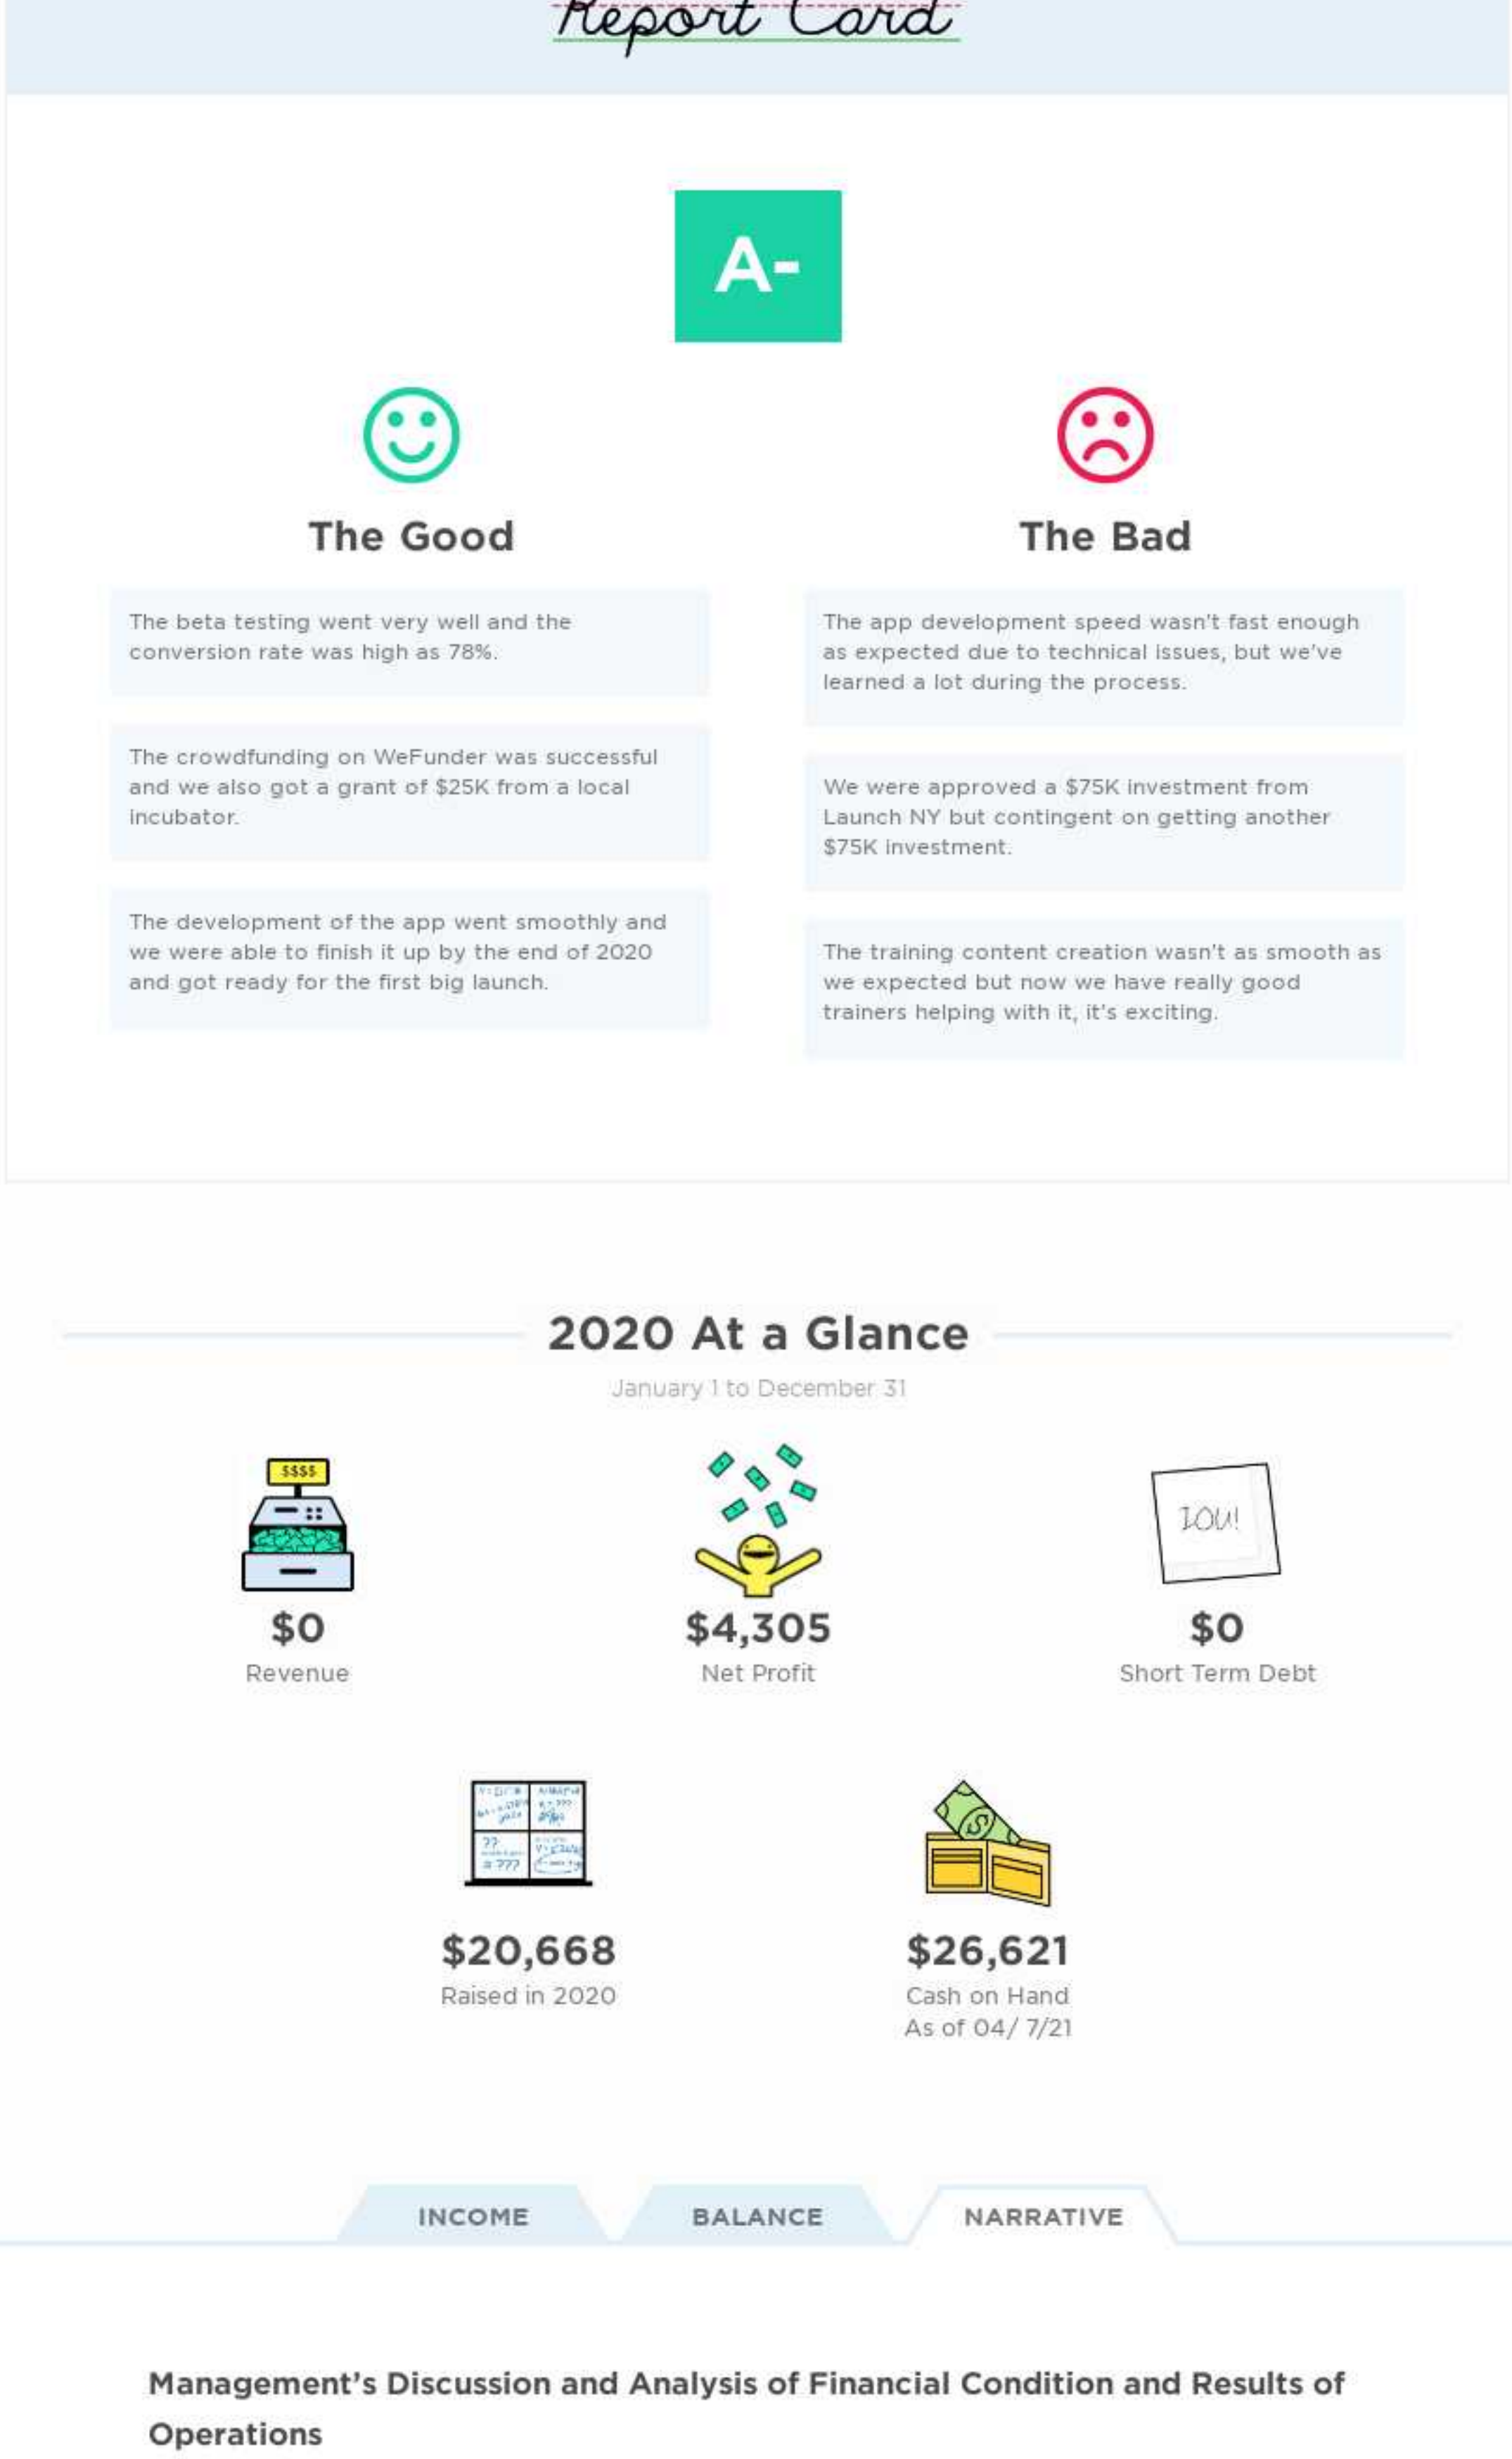 Report Card
A-
The Good
The beta testing went very well and the
conversion rate was high as 78%.
The crowdfunding on WeFunder was successful
and we also got a grant of $25K from a local
incubator.
The development of the app went smoothly and
we were able to finish it up by the end of 2020
and got ready for the first big launch.
The Bad
The app development speed wasn't fast enough
as expected due to technical issues, but we've
learned a lot during the process.
We were approved a $75K investment from
Launch NY but contingent on getting another
$75K investment.
The training content creation wasn't as smooth as
we expected but now we have really good
trainers helping with it, it's exciting.
2020 At a Glance
January 1 to December 31
$$$$
$0
Revenue
$4,305
Net Profit
IOU!
$0
Short Term Debt
??
= ???
$20,668
Raised in 2020
$26,621
Cash on Hand
As of 04/ 7/21
INCOME
BALANCE
NARRATIVE
Management's Discussion and Analysis of Financial Condition and Results of
Operations